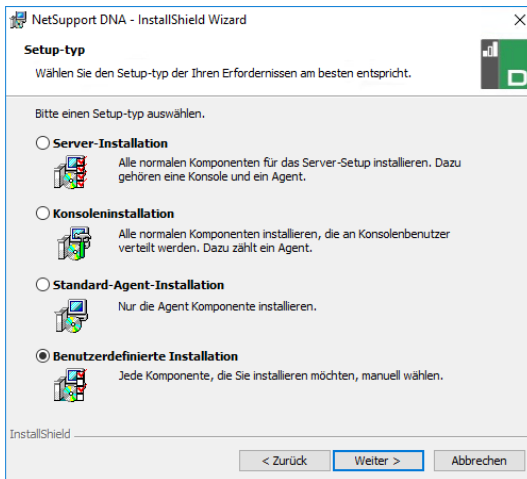 NetSupport DNA - InstallShield Wizard
Setup-typ
Wählen Sie den Setup-typ der Ihren Erfordernissen am besten entspricht.
D
Bitte einen Setup-typ auswählen.
Server-Installation
Alle normalen Komponenten für das Server-Setup installieren. Dazu
gehören eine Konsole und ein Agent.
Konsoleninstallation
Alle normalen Komponenten installieren, die an Konsolenbenutzer
verteilt werden. Dazu zählt ein Agent.
Standard-Agent-Installation
Nur die Agent Komponente installieren.
Benutzerdefinierte Installation
Jede Komponente, die Sie installieren möchten, manuell wählen.
InstallShield
< Zurück Weiter > Abbrechen